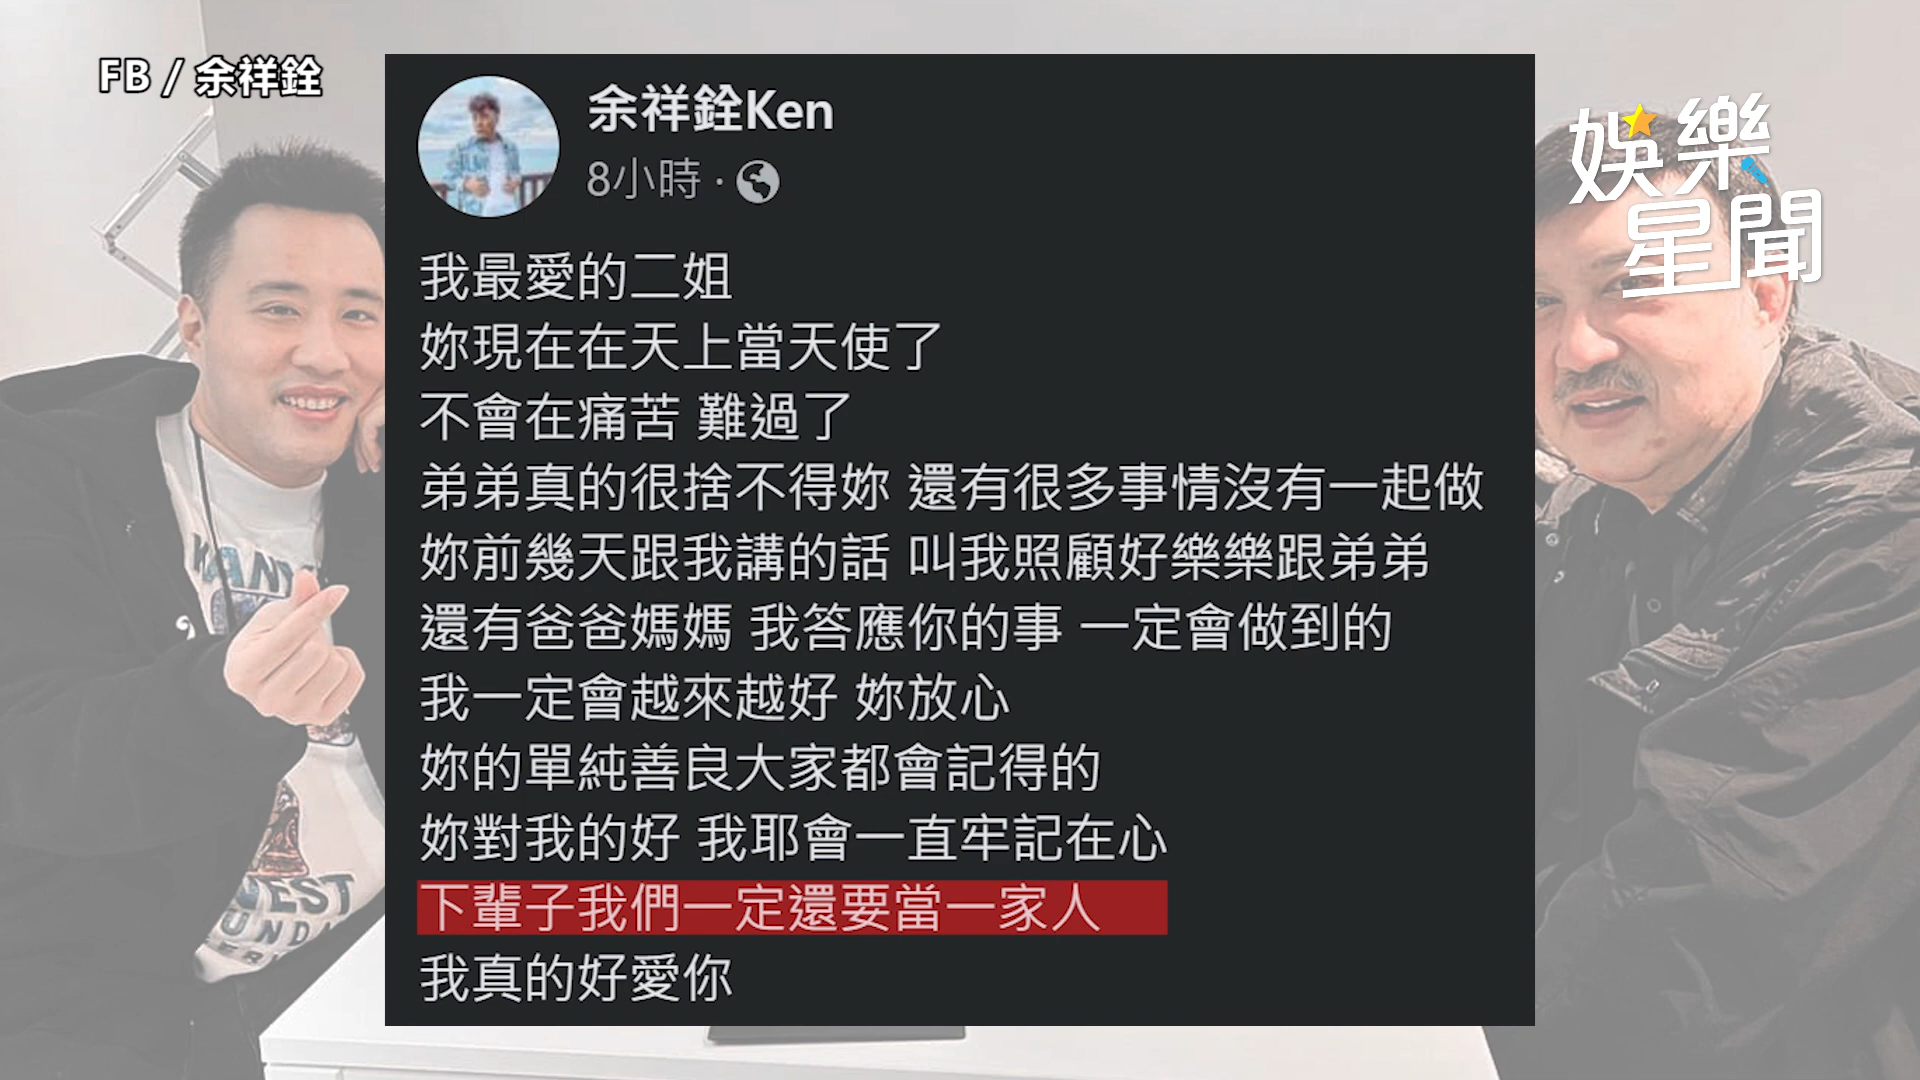 FB / 余祥銓
娛樂
星聞
余祥銓Ken
8小時 ·
我最愛的二姐
妳現在在天上當天使了
不會在痛苦 難過了
弟弟真的很捨不得妳 還有很多事情沒有一起做
妳前幾天跟我講的話 叫我照顧好樂樂跟弟弟
還有爸爸媽媽 我答應你的事 一定會做到的
我一定會越來越好 妳放心
妳的單純善良大家都會記得的
妳對我的好 我耶會一直牢記在心
下輩子我們一定還要當一家人
我真的好愛你